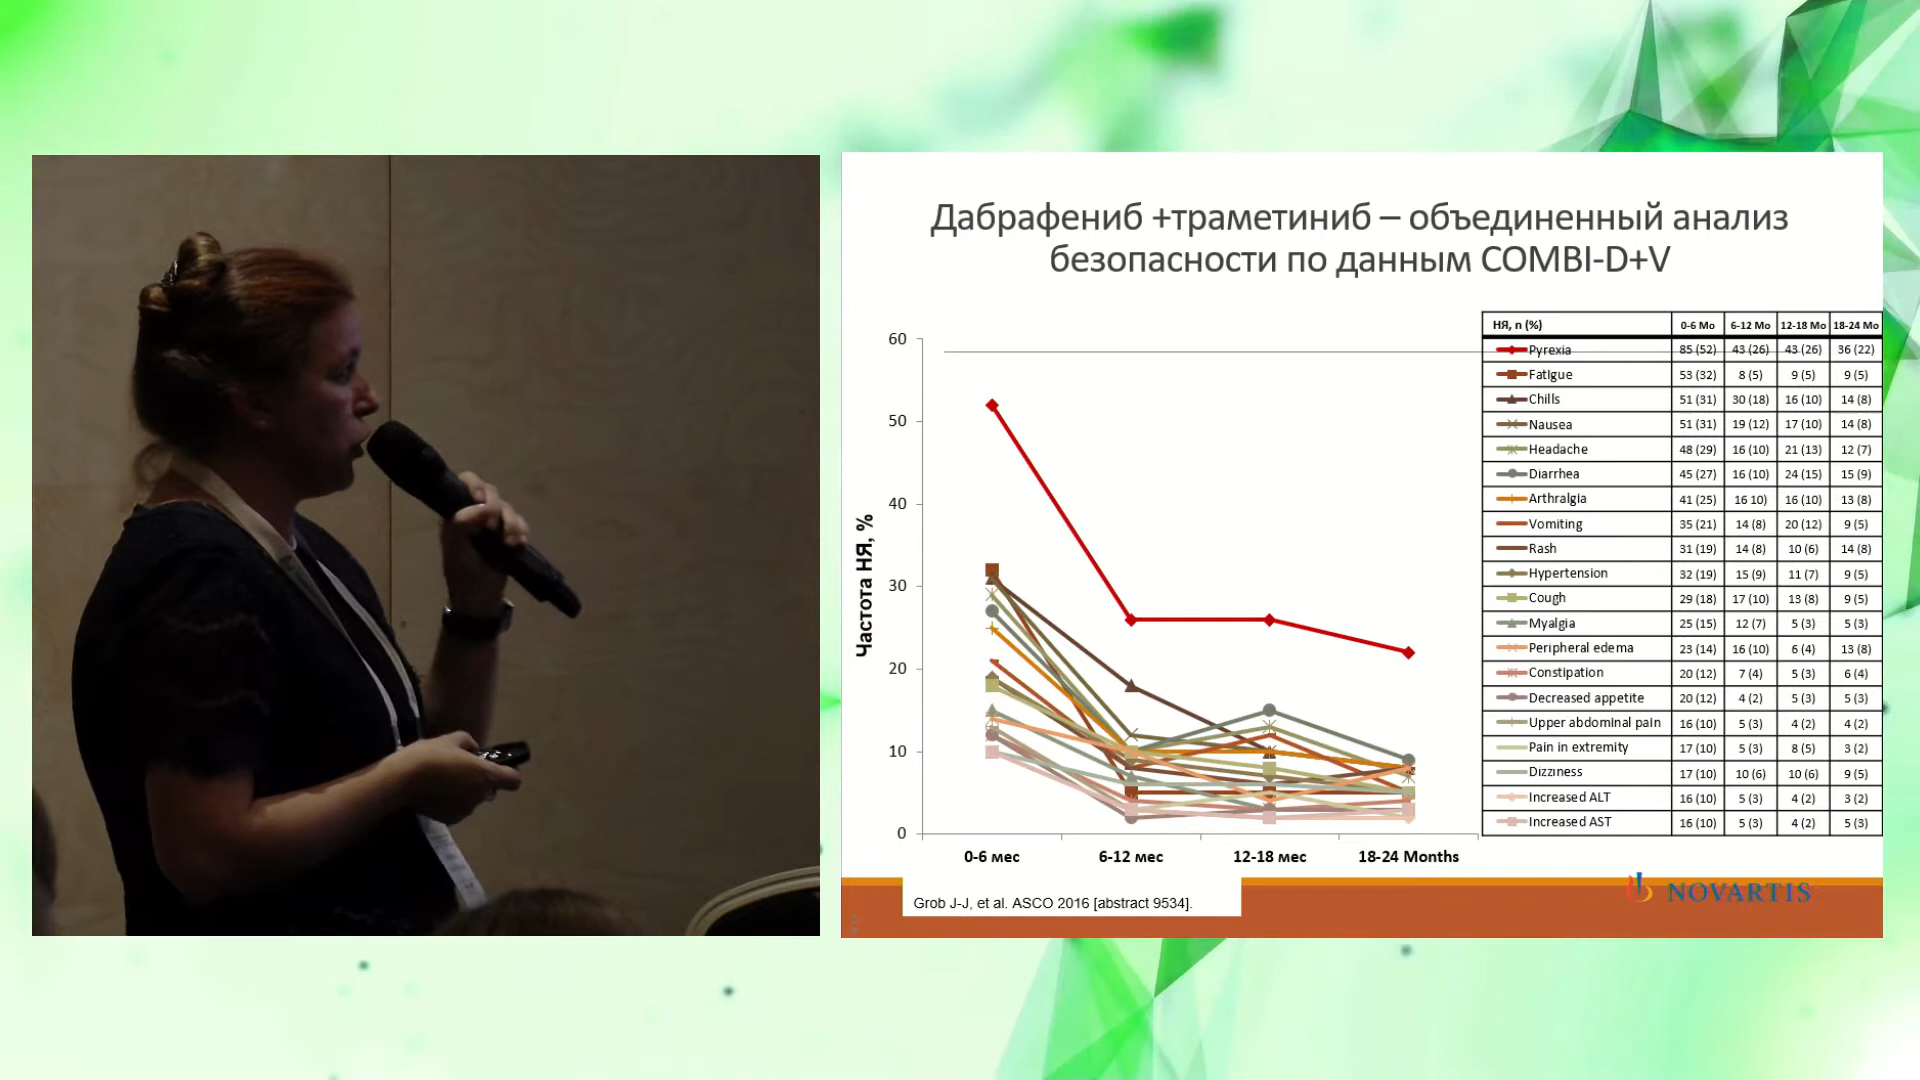 Дабрафениб +траметиниб – объединенный анализ
безопасности по данным COMBI-D+V
Частота НЯ, %
60
50
40
30
20
10
0
0-6 мес 6-12 мес 12-18 мес 18-24 Months
НЯ, n (%) 0-6 Mo 6-12 Mo 12-18 Mo 18-24 Mo
Pyrexia 85 (52) 43 (26) 43 (26) 36 (22)
Fatigue 53 (32) 8 (5) 9 (5) 9 (5)
Chills 51 (31) 30 (18) 16 (10) 14 (8)
Nausea 51 (31) 19 (12) 17 (10) 14 (8)
Headache 48 (29) 16 (10) 21 (13) 12 (7)
Diarrhea 45 (27) 16 (10) 24 (15) 15 (9)
Arthralgia 41 (25) 16 10) 16 (10) 13 (8)
Vomiting 35 (21) 14 (8) 20 (12) 9 (5)
Rash 31 (19) 14 (8) 10 (6) 14 (8)
Hypertension 32 (19) 15 (9) 11 (7) 9 (5)
Cough 29 (18) 17 (10) 13 (8) 9 (5)
Myalgia 25 (15) 12 (7) 5 (3) 5 (3)
Peripheral edema 23 (14) 16 (10) 6 (4) 13 (8)
Constipation 20 (12) 7 (4) 5 (3) 6 (4)
Decreased appetite 20 (12) 4 (2) 5 (3) 5 (3)
Upper abdominal pain 16 (10) 5 (3) 4 (2) 4 (2)
Pain in extremity 17 (10) 5 (3) 8 (5) 3 (2)
Dizziness 17 (10) 10 (6) 10 (6) 9 (5)
Increased ALT 16 (10) 5 (3) 4 (2) 3 (2)
Increased AST 16 (10) 5 (3) 4 (2) 5 (3)
Grob J-J, et al. ASCO 2016 [abstract 9534].
NOVARTIS